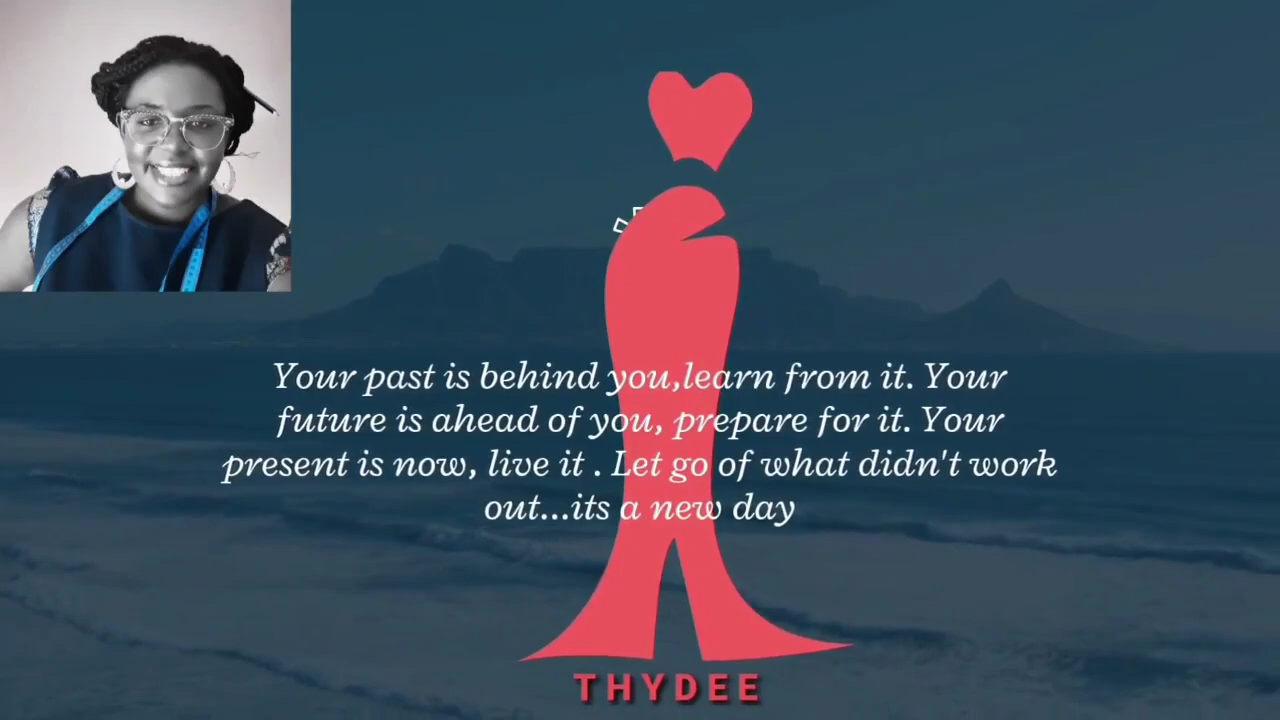 Your past is behind you,learn from it. Your
future is ahead of you, prepare for it. Your
present is now, live it . Let go of what didn't work
out...its a new day
THYDEE